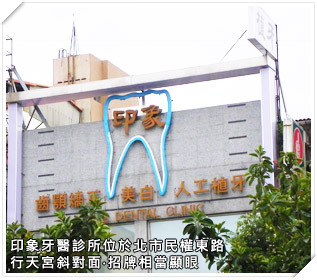 行天
印象
齒顎矯正·美白·人工植牙
DENTAL CLINIC
印象牙醫診所位於北市民權東路
行天宮斜對面,招牌相當顯眼